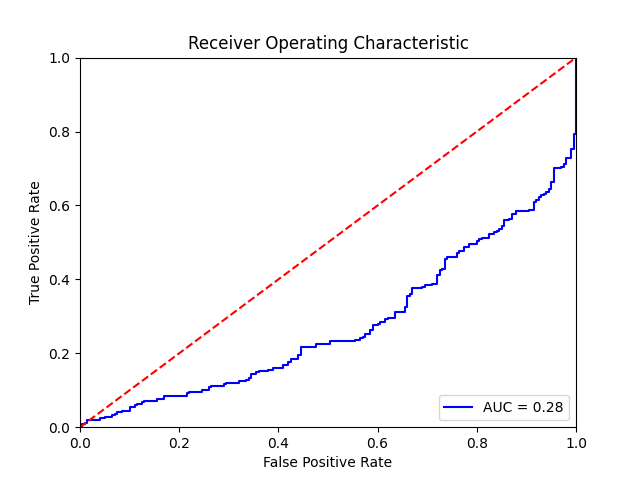 Receiver Operating Characteristic
True Positive Rate
1.0
0.8
0.6
0.4
0.2
0.0
AUC = 0.28
0.0 0.2 0.4 0.6 0.8 1.0
False Positive Rate